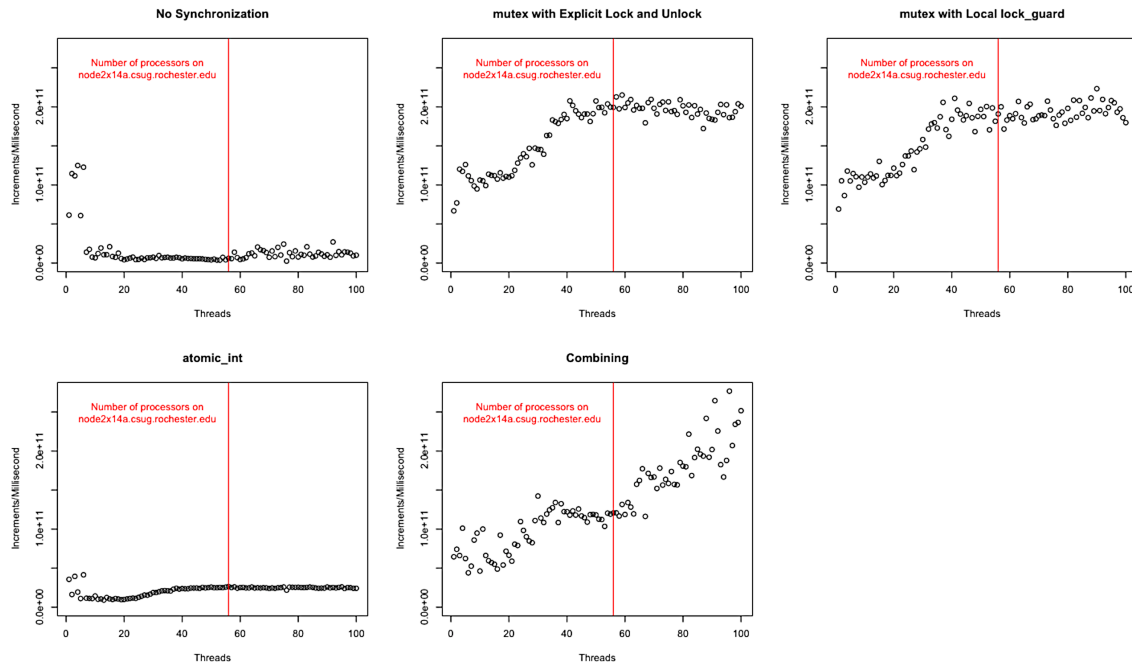 No Synchronization
Number of processors on
node2x14a.csug.rochester.edu
Increments/Millisecond
0.0e+00
1.0e+11
2.0e+11
0 20 40 60 80 100
Threads
mutex with Explicit Lock and Unlock
Number of processors on
node2x14a.csug.rochester.edu
Increments/Millisecond
0.0e+00
1.0e+11
2.0e+11
0 20 40 60 80 100
Threads
mutex with Local lock_guard
Number of processors on
node2x14a.csug.rochester.edu
Increments/Millisecond
0.0e+00
1.0e+11
2.0e+11
0 20 40 60 80 100
Threads
atomic_int
Number of processors on
node2x14a.csug.rochester.edu
Increments/Millisecond
0.0e+00
1.0e+11
2.0e+11
0 20 40 60 80 100
Threads
Combining
Number of processors on
node2x14a.csug.rochester.edu
Increments/Millisecond
0.0e+00
1.0e+11
2.0e+11
0 20 40 60 80 100
Threads